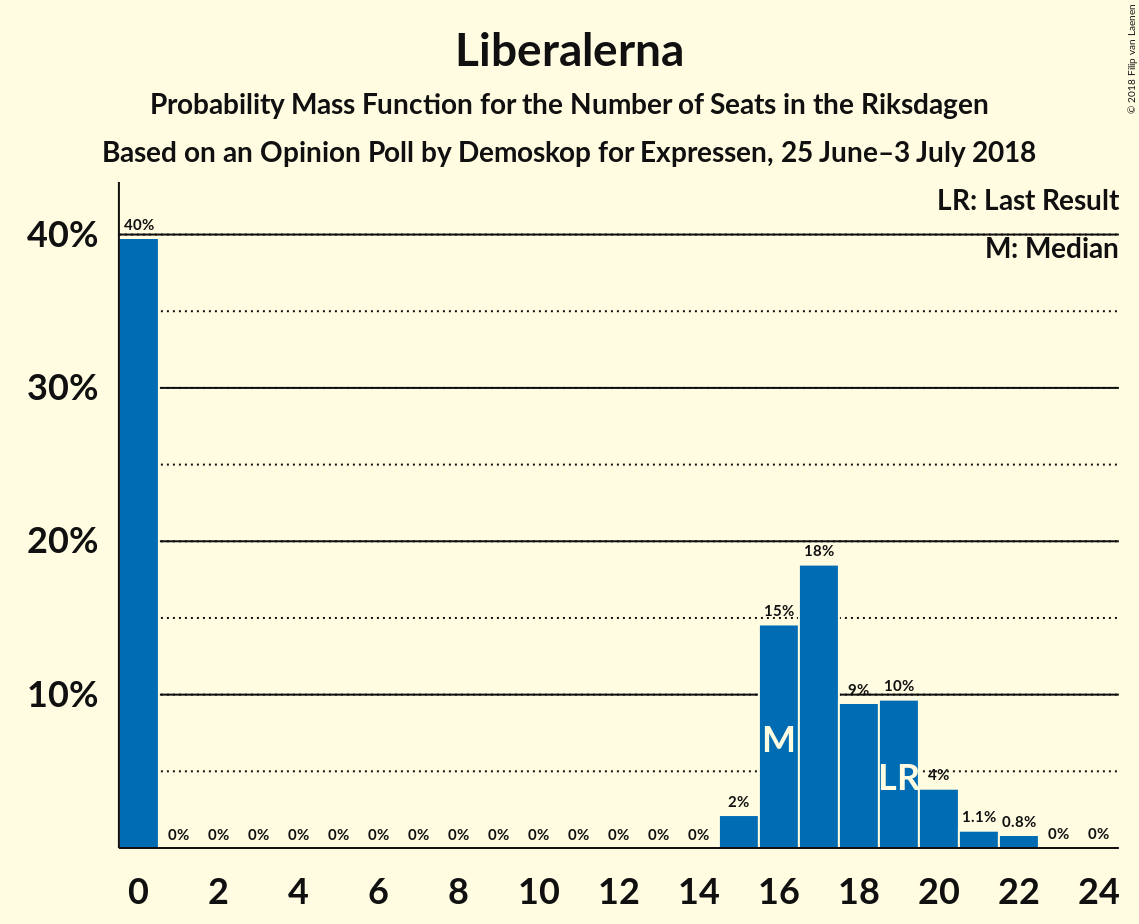 © 2018 Filip van Laenen
Liberalerna
Probability Mass Function for the Number of Seats in the Riksdagen
Based on an Opinion Poll by Demoskop for Expressen, 25 June–3 July 2018
LR: Last Result
M: Median
40%
30%
20%
10%
40%
0% 0% 0% 0% 0% 0% 0% 0% 0% 0% 0% 0% 0% 0%
2%
15%
18%
9%
10%
4%
1.1%
0.8%
0%
0%
M
LR
0 2 4 6 8 10 12 14 16 18 20 22 24